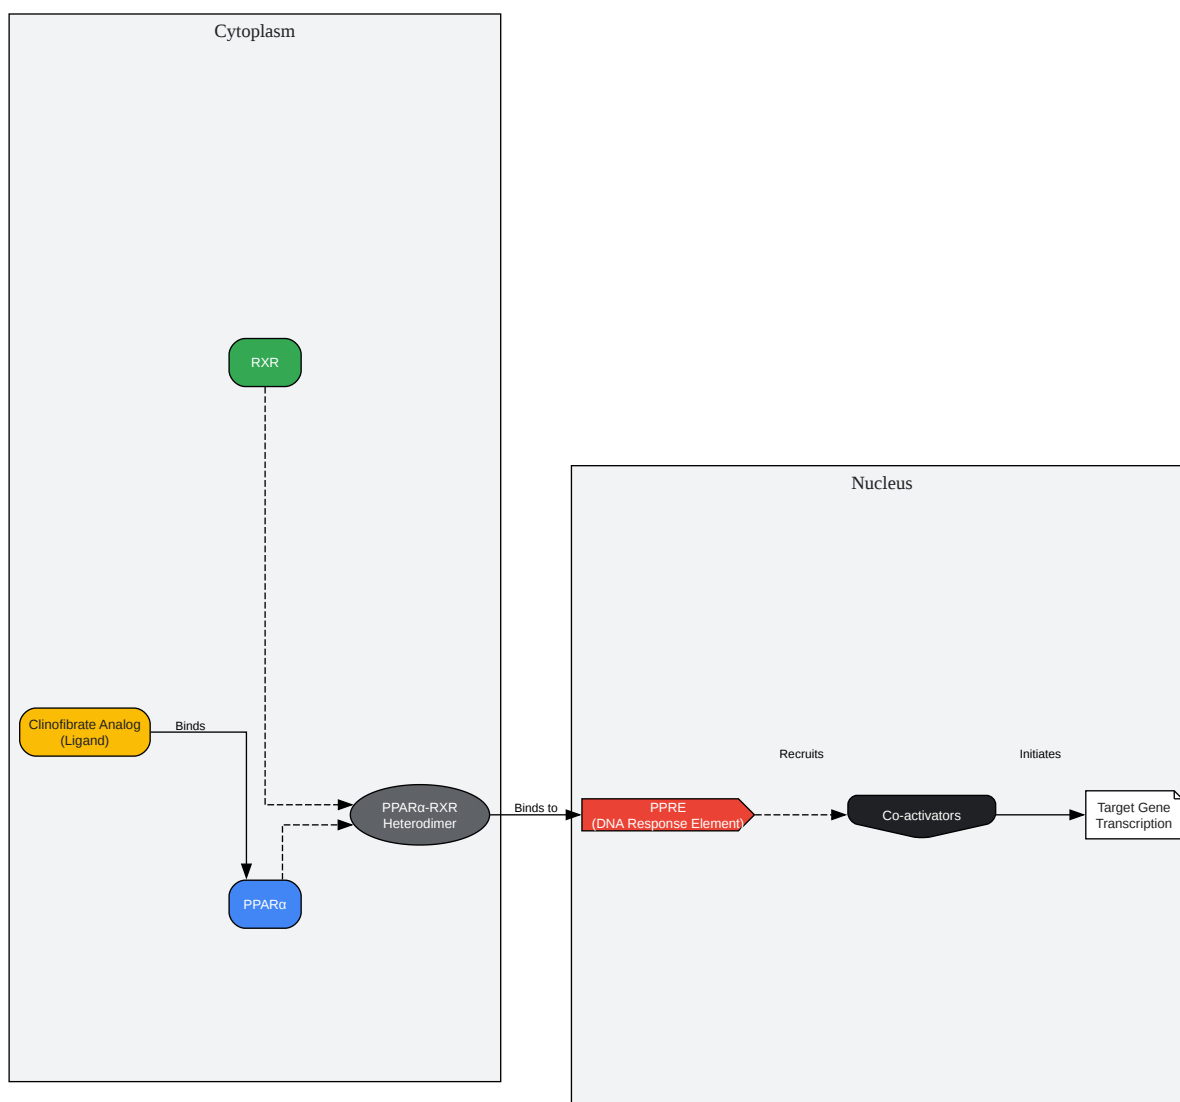 Cytoplasm
RXR
Clinofibrate Analog
(Ligand)
Binds
PPARα-RXR
Heterodimer
PPARα
Binds to
Nucleus
Recruits
Initiates
PPRE
(DNA Response Element)
Co-activators
Target Gene
Transcription